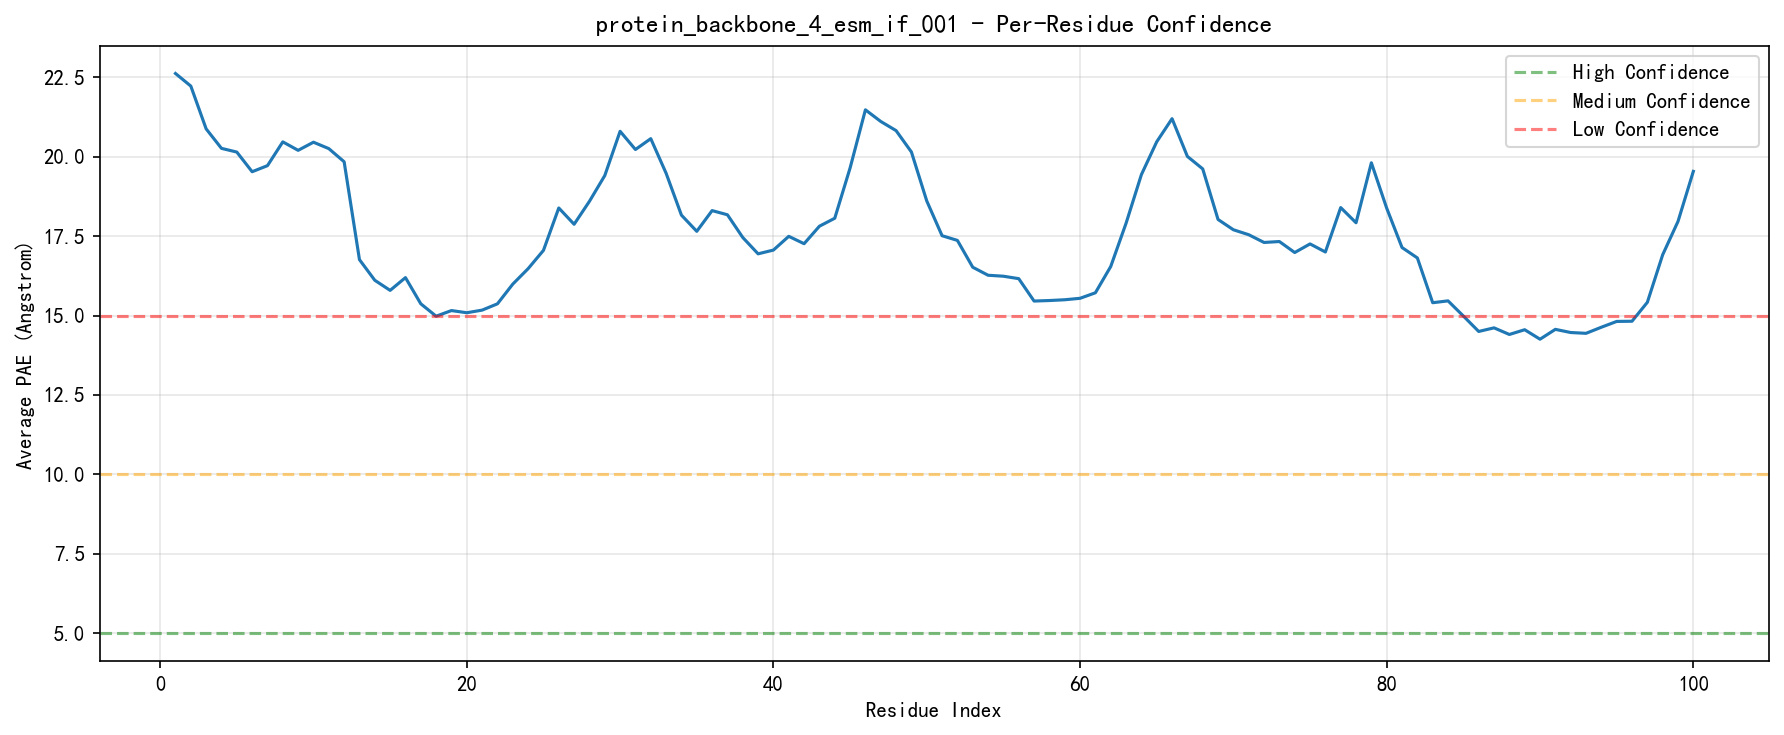 protein_backbone_4_esm_if_001 - Per-Residue Confidence
High Confidence
Medium Confidence
Low Confidence
Average PAE (Angstrom)
22.5
20.0
17.5
15.0
12.5
10.0
7.5
5.0
0 20 40 60 80 100
Residue Index